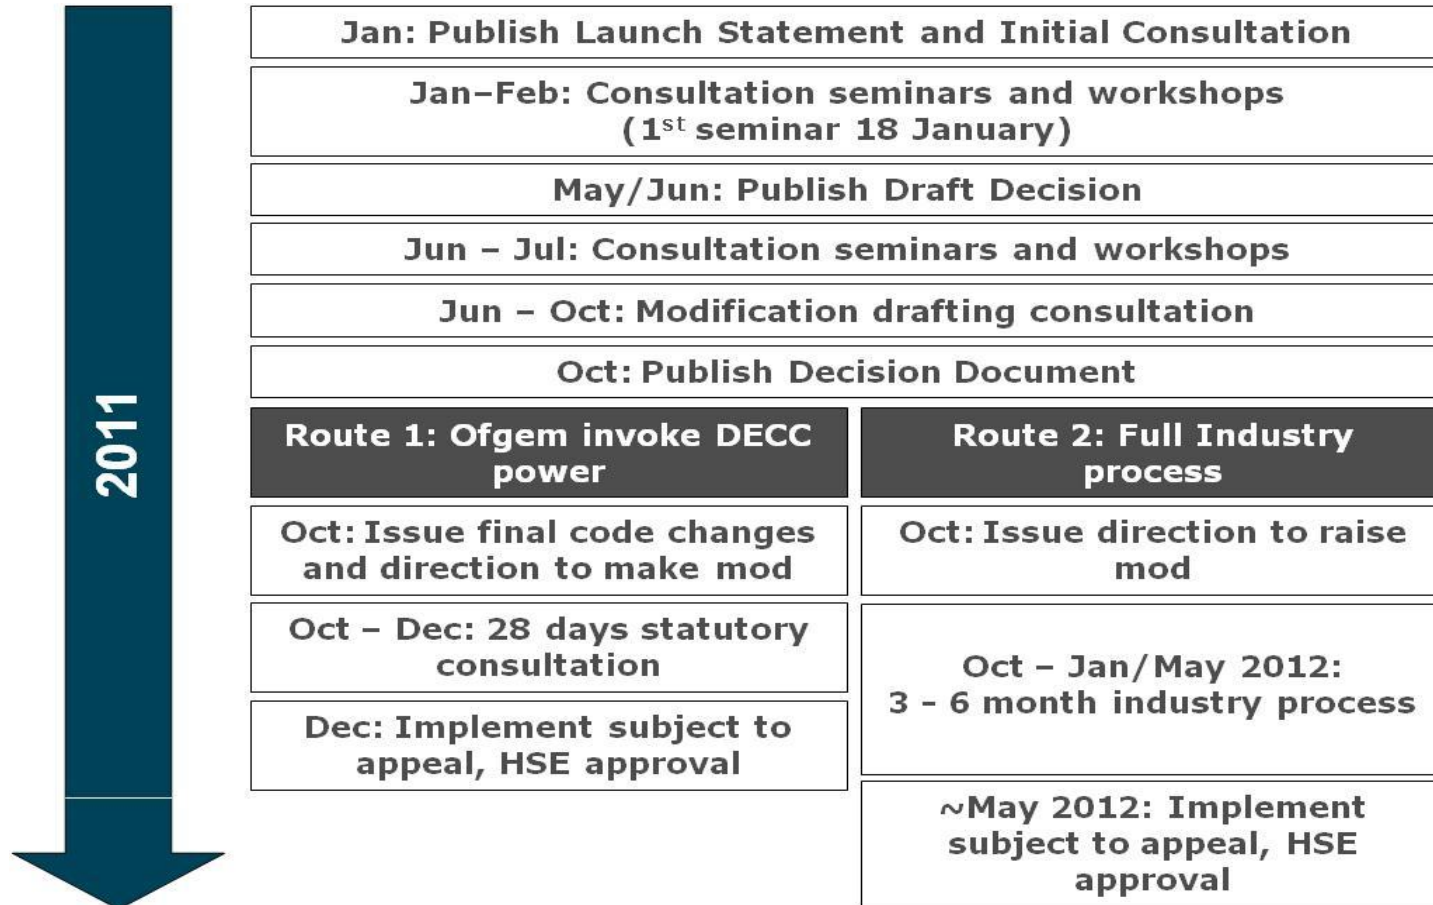 2011
Jan: Publish Launch Statement and Initial Consultation
Jan–Feb: Consultation seminars and workshops
(1st seminar 18 January)
May/Jun: Publish Draft Decision
Jun – Jul: Consultation seminars and workshops
Jun – Oct: Modification drafting consultation
Oct: Publish Decision Document
Route 1: Ofgem invoke DECC
power
Oct: Issue final code changes
and direction to make mod
Oct – Dec: 28 days statutory
consultation
Dec: Implement subject to
appeal, HSE approval
Route 2: Full Industry
process
Oct: Issue direction to raise
mod
Oct – Jan/May 2012:
3 - 6 month industry process
~May 2012: Implement
subject to appeal, HSE
approval